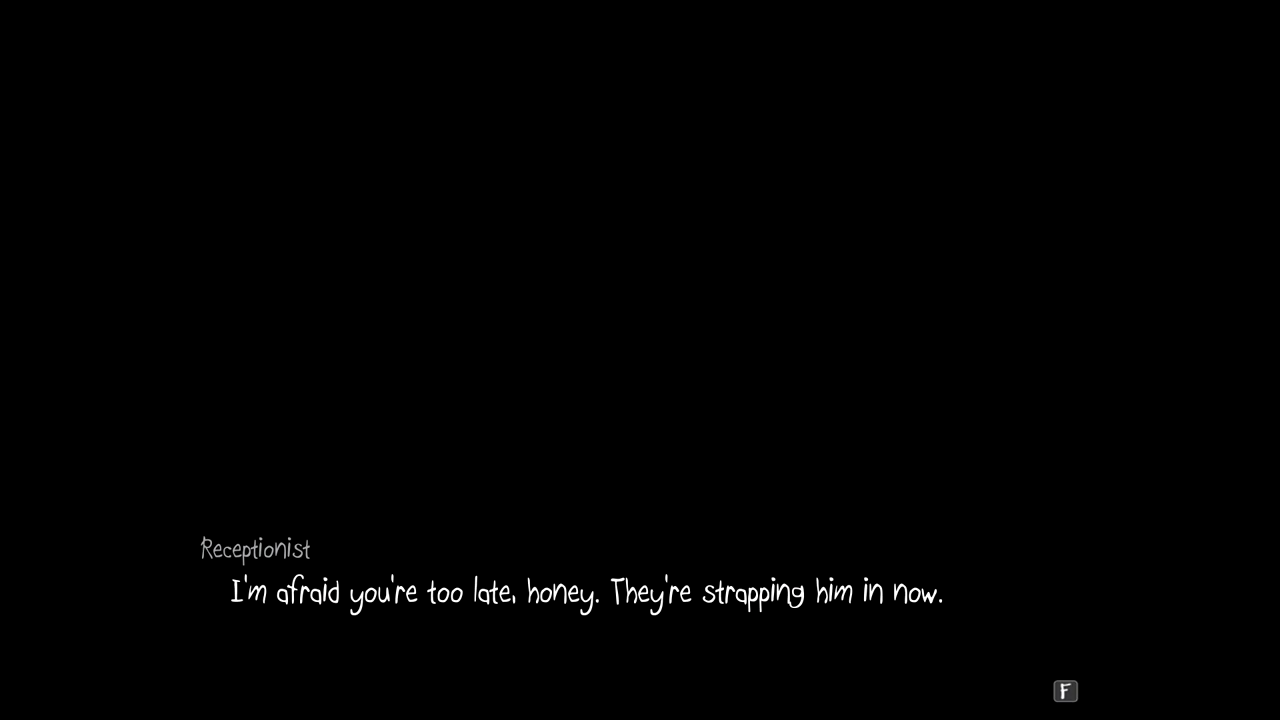 Receptionist
I'm afraid you're too late, honey. They're strapping him in now.
F